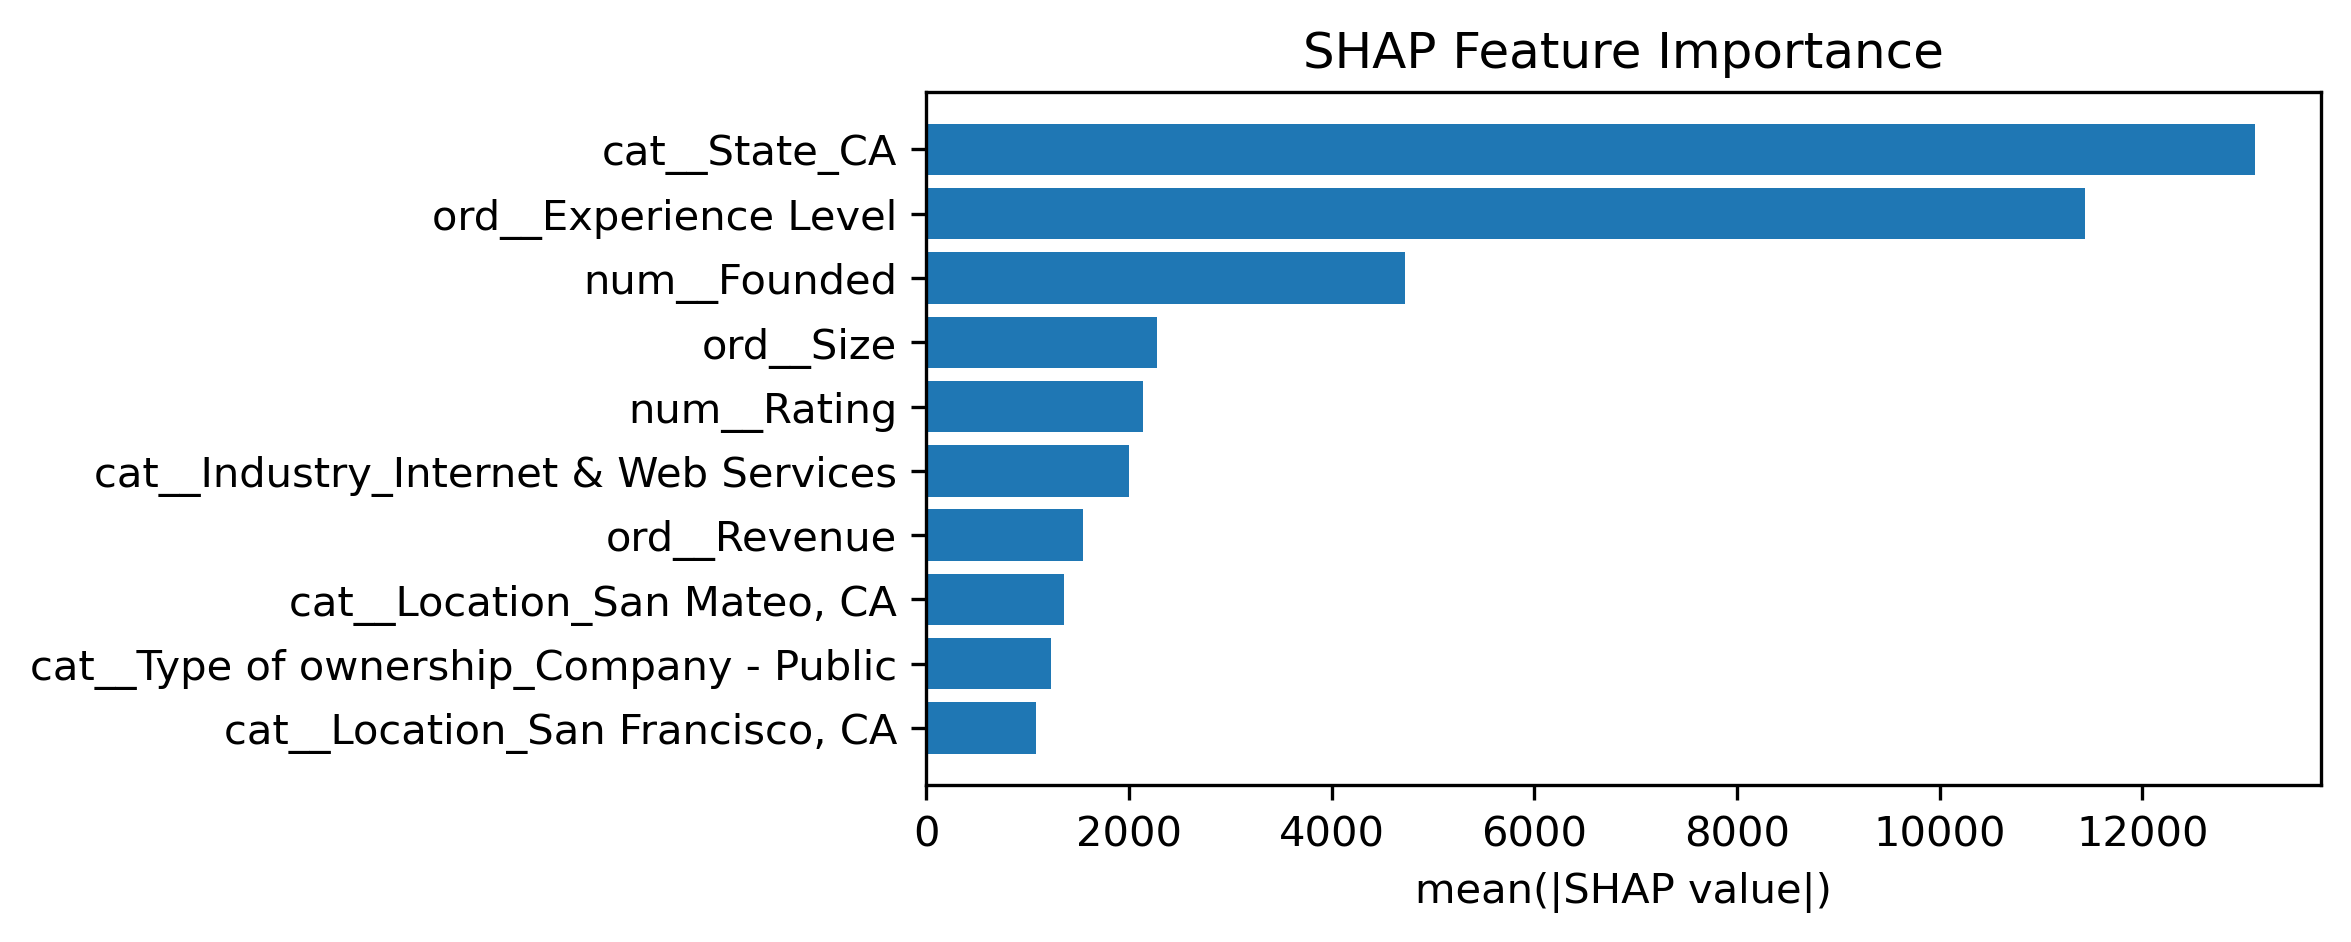 SHAP Feature Importance
cat__State_CA
ord__Experience Level
num__Founded
ord__Size
num__Rating
cat__Industry_Internet & Web Services
ord__Revenue
cat__Location_San Mateo, CA
cat__Type of ownership_Company - Public
cat__Location_San Francisco, CA
0 2000 4000 6000 8000 10000 12000
mean(|SHAP value|)